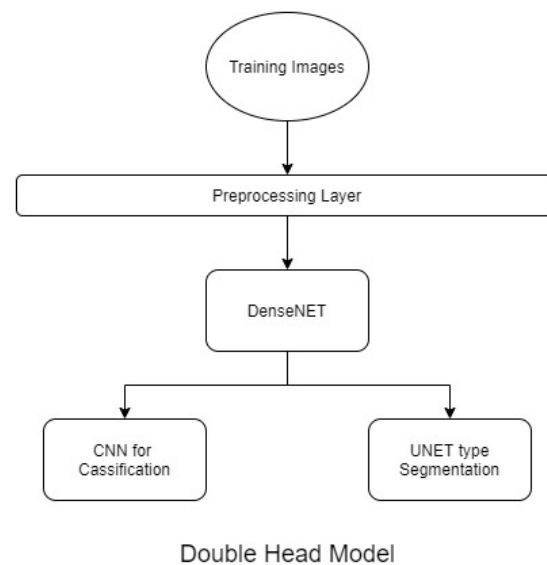 Training Images
Preprocessing Layer
DenseNET
CNN for
Cassification
UNET type
Segmentation
Double Head Model